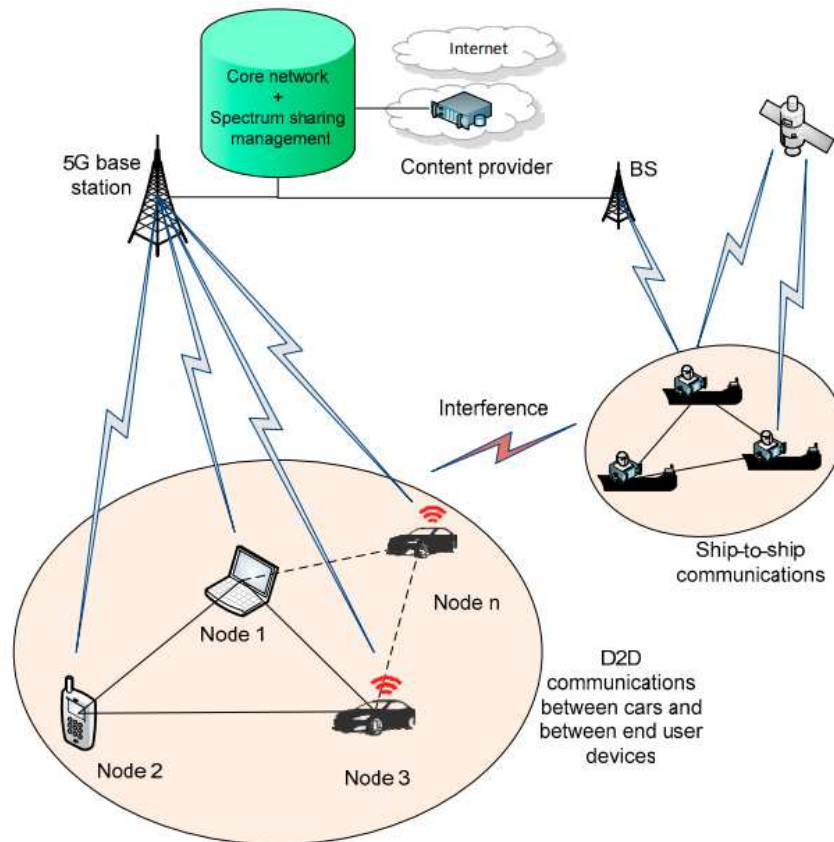 Internet
Core network
+
Spectrum sharing
management
Content provider
5G base
station
BS
Interference
Ship-to-ship
communications
Node 1
Node n
Node 2
Node 3
D2D
communications
between cars and
between end user
devices